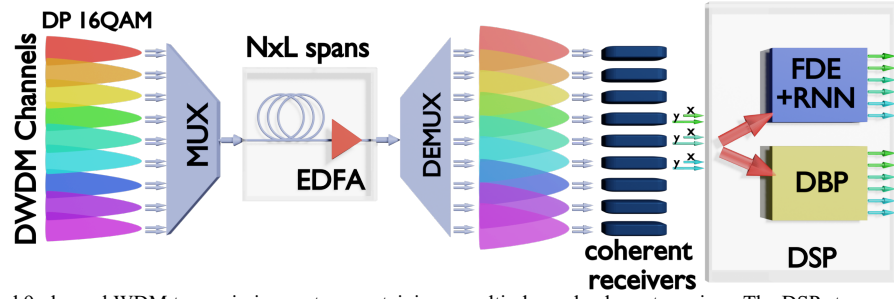 DP 16QAM
DWDM Channels
MUX
NxL spans
EDFA
DEMUX
coherent
receivers
y x
y x
y x
FDE
+RNN
DBP
DSP